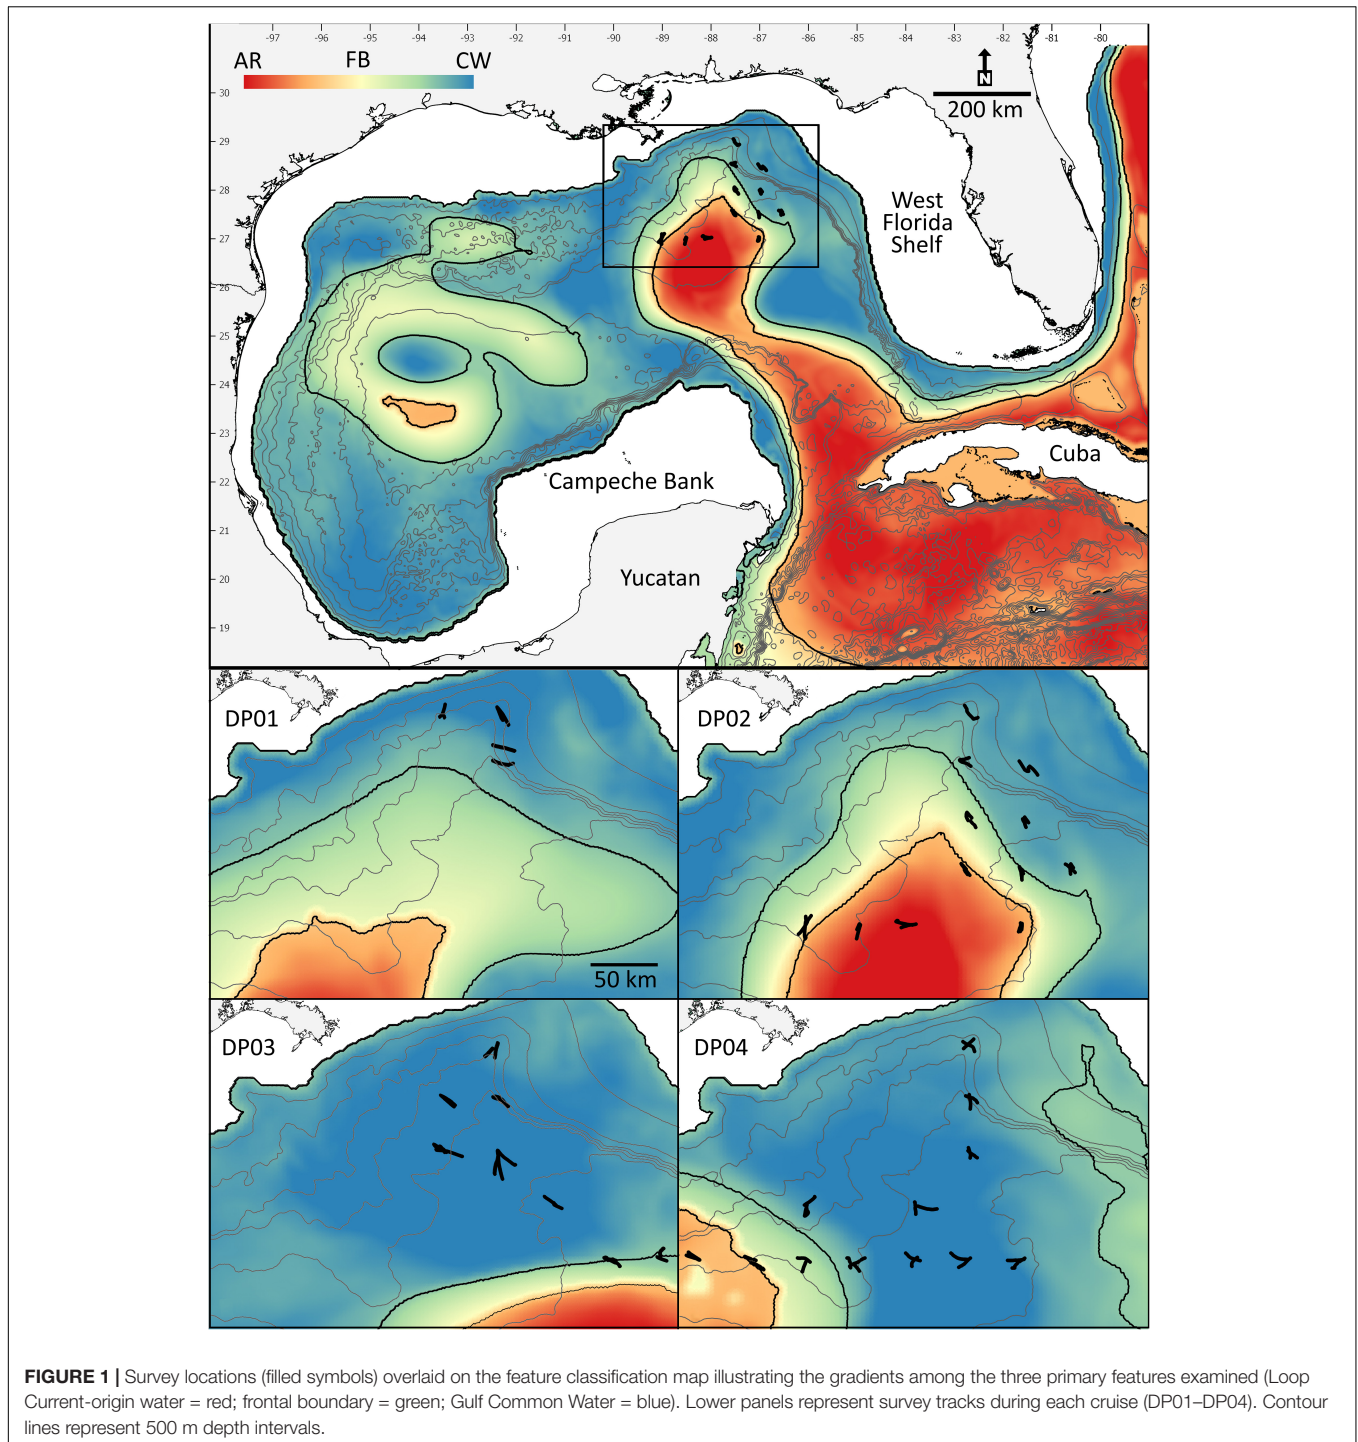 -97 -96 -95 -94 -93 -92 -91 -90 -89 -88 -87 -86 -85 -84 -83 -82 -81 -80
AR FB CW
N
200 km
30
29
28
27
26
25
24
23
22
21
20
19
West
Florida
Shelf
Cuba
Campeche Bank
Yucatan
DP01
50 km
DP02
DP03
DP04
FIGURE 1 | Survey locations (filled symbols) overlaid on the feature classification map illustrating the gradients among the three primary features examined (Loop
Current-origin water = red; frontal boundary = green; Gulf Common Water = blue). Lower panels represent survey tracks during each cruise (DP01–DP04). Contour
lines represent 500 m depth intervals.